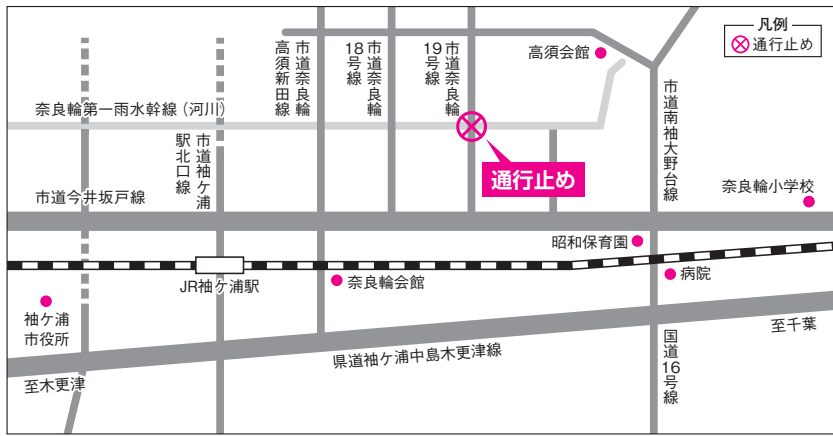 凡例
通行止め
高須会館
市道奈良輪
高須新田線
市道奈良輪
18号線
市道奈良輪
19号線
奈良輪第一雨水幹線（河川）
市道袖ケ浦
駅北口線
市道南袖大野台線
通行止め
奈良輪小学校
市道今井坂戸線
昭和保育園
JR袖ケ浦駅
奈良輪会館
病院
袖ケ浦
市役所
至千葉
国道16号線
県道袖ケ浦中島木更津線
至木更津